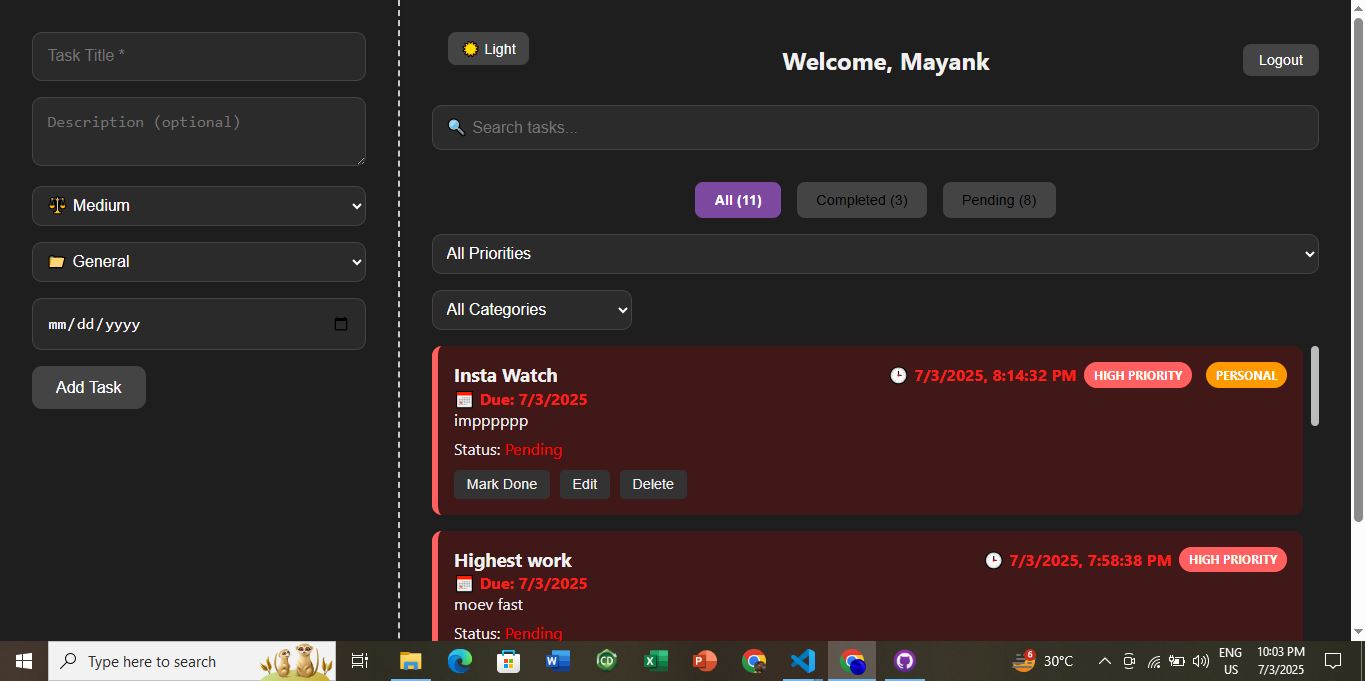 Task Title *
Description (optional)
Medium
General
mm/dd/yyyy
Add Task
Light
Welcome, Mayank
Logout
Search tasks...
All (11)
Completed (3)
Pending (8)
All Priorities
All Categories
Insta Watch
7/3/2025, 8:14:32 PM
HIGH PRIORITY
PERSONAL
Due: 7/3/2025
impppppp
Status: Pending
Mark Done
Edit
Delete
Highest work
7/3/2025, 7:58:38 PM
HIGH PRIORITY
Due: 7/3/2025
moev fast
Status: Pending
Type here to search
6
30°C
ENG
US
10:03 PM
7/3/2025